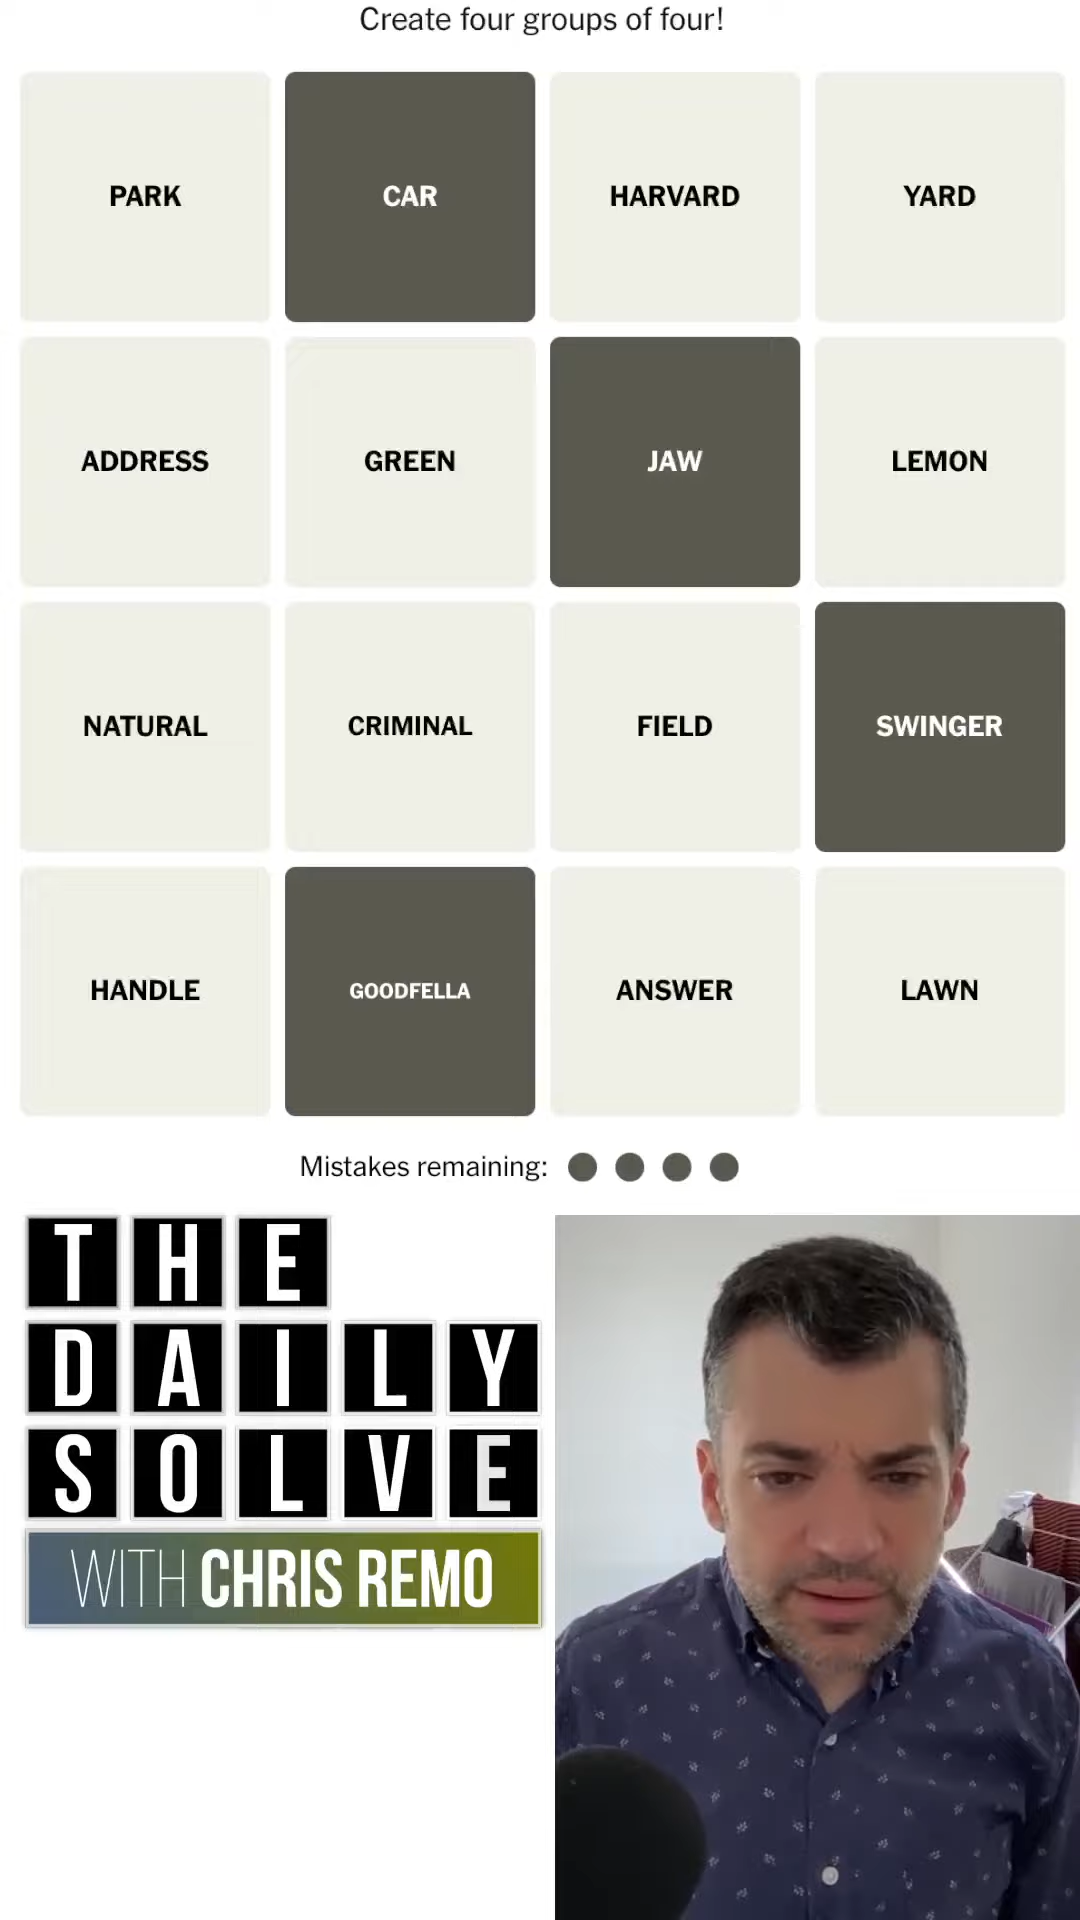 Create four groups of four!
PARK CAR HARVARD YARD
ADDRESS GREEN JAW LEMON
NATURAL CRIMINAL FIELD SWINGER
HANDLE GOODFELLA ANSWER LAWN
Mistakes remaining:
THE
DAILY
SOLVE
WITH CHRIS REMO